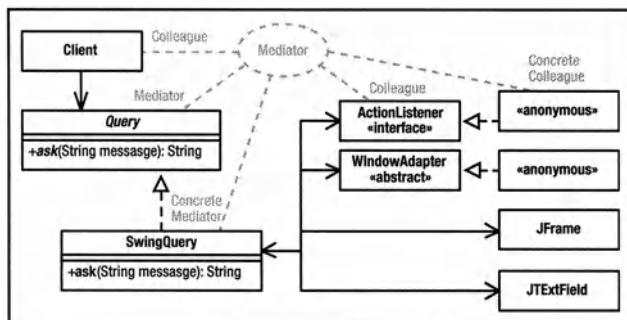 Client
Colleague
Mediator
Concrete
Colleague
Mediator
Colleague
Query
+ask(String messasge): String
ActionListener
«interface»
«anonymous»
WIndowAdapter
«abstract»
«anonymous»
Concrete
Mediator
SwingQuery
+ask(String messasge): String
JFrame
JTExtField